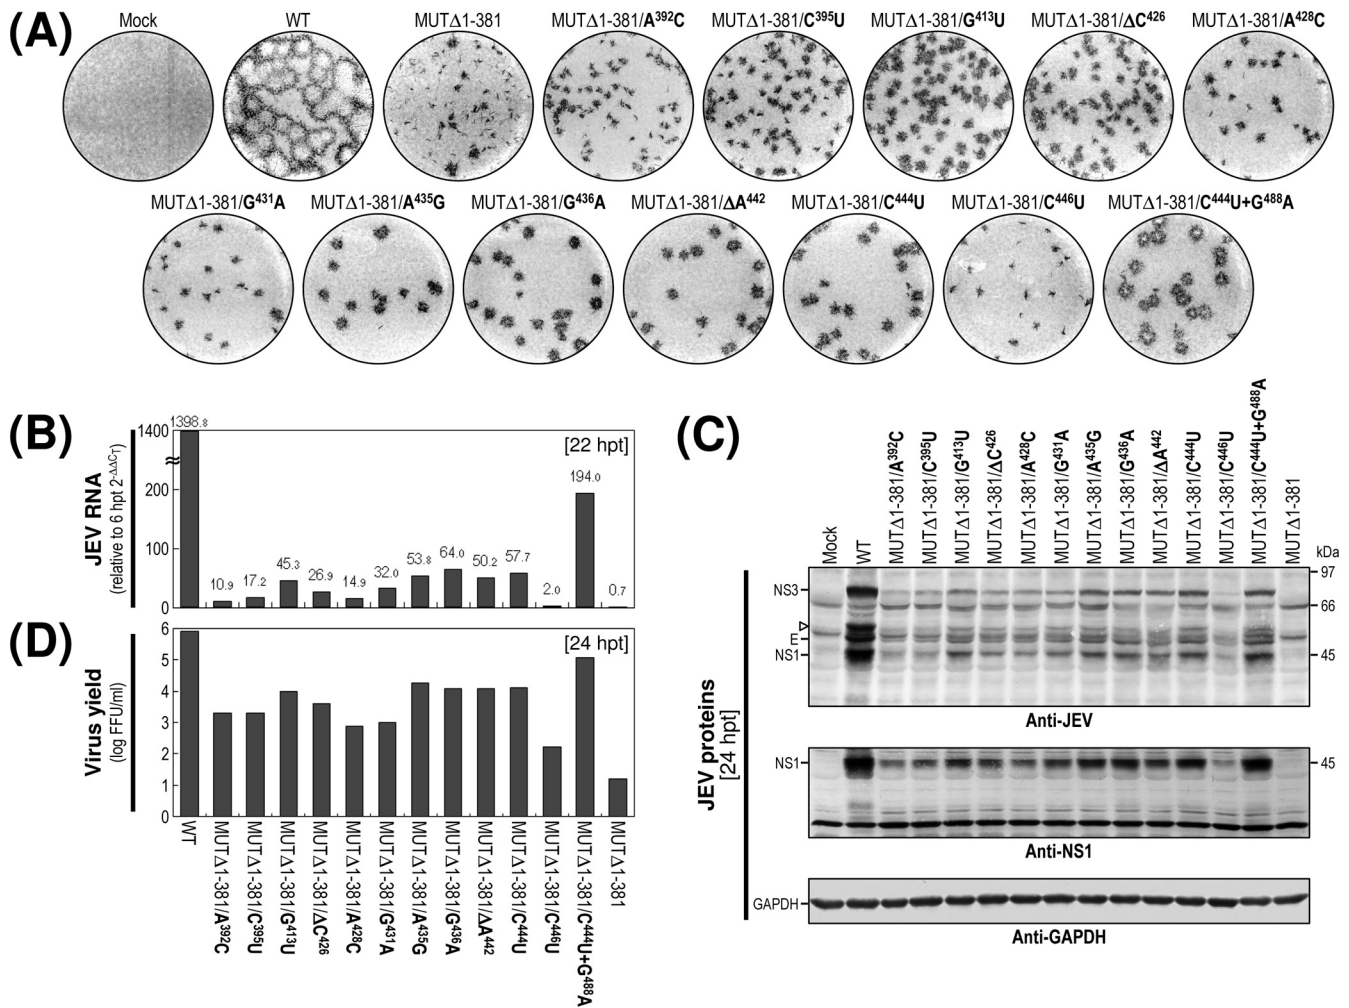 (A)
Mock
WT
MUTΔ1-381
MUTΔ1-381/A³⁹²C
MUTΔ1-381/C³⁹⁵U
MUTΔ1-381/G⁴¹³U
MUTΔ1-381/ΔC⁴²⁶
MUTΔ1-381/A⁴²⁸C
MUTΔ1-381/G⁴³¹A
MUTΔ1-381/A⁴³⁵G
MUTΔ1-381/G⁴³⁶A
MUTΔ1-381/ΔA⁴⁴²
MUTΔ1-381/C⁴⁴⁴U
MUTΔ1-381/C⁴⁴⁶U
MUTΔ1-381/C⁴⁴⁴U+G⁴⁸⁸A
(B)
JEV RNA
(relative to 6 hpt 2^-ΔΔCT)
1400
200
100
0
[22 hpt]
1398.8
10.9
17.2
45.3
26.9
14.9
32.0
53.8
64.0
50.2
57.7
2.0
194.0
0.7
(D)
Virus yield
(log FFU/ml)
6
5
4
3
2
1
0
[24 hpt]
WT
MUTΔ1-381/A³⁹²C
MUTΔ1-381/C³⁹⁵U
MUTΔ1-381/G⁴¹³U
MUTΔ1-381/ΔC⁴²⁶
MUTΔ1-381/A⁴²⁸C
MUTΔ1-381/G⁴³¹A
MUTΔ1-381/A⁴³⁵G
MUTΔ1-381/G⁴³⁶A
MUTΔ1-381/ΔA⁴⁴²
MUTΔ1-381/C⁴⁴⁴U
MUTΔ1-381/C⁴⁴⁶U
MUTΔ1-381/C⁴⁴⁴U+G⁴⁸⁸A
MUTΔ1-381
(C)
Mock
WT
MUTΔ1-381/A³⁹²C
MUTΔ1-381/C³⁹⁵U
MUTΔ1-381/G⁴¹³U
MUTΔ1-381/ΔC⁴²⁶
MUTΔ1-381/A⁴²⁸C
MUTΔ1-381/G⁴³¹A
MUTΔ1-381/A⁴³⁵G
MUTΔ1-381/G⁴³⁶A
MUTΔ1-381/ΔA⁴⁴²
MUTΔ1-381/C⁴⁴⁴U
MUTΔ1-381/C⁴⁴⁶U
MUTΔ1-381/C⁴⁴⁴U+G⁴⁸⁸A
MUTΔ1-381
kDa
JEV proteins
[24 hpt]
NS3
E
NS1
97
66
45
Anti-JEV
NS1
45
Anti-NS1
GAPDH
Anti-GAPDH